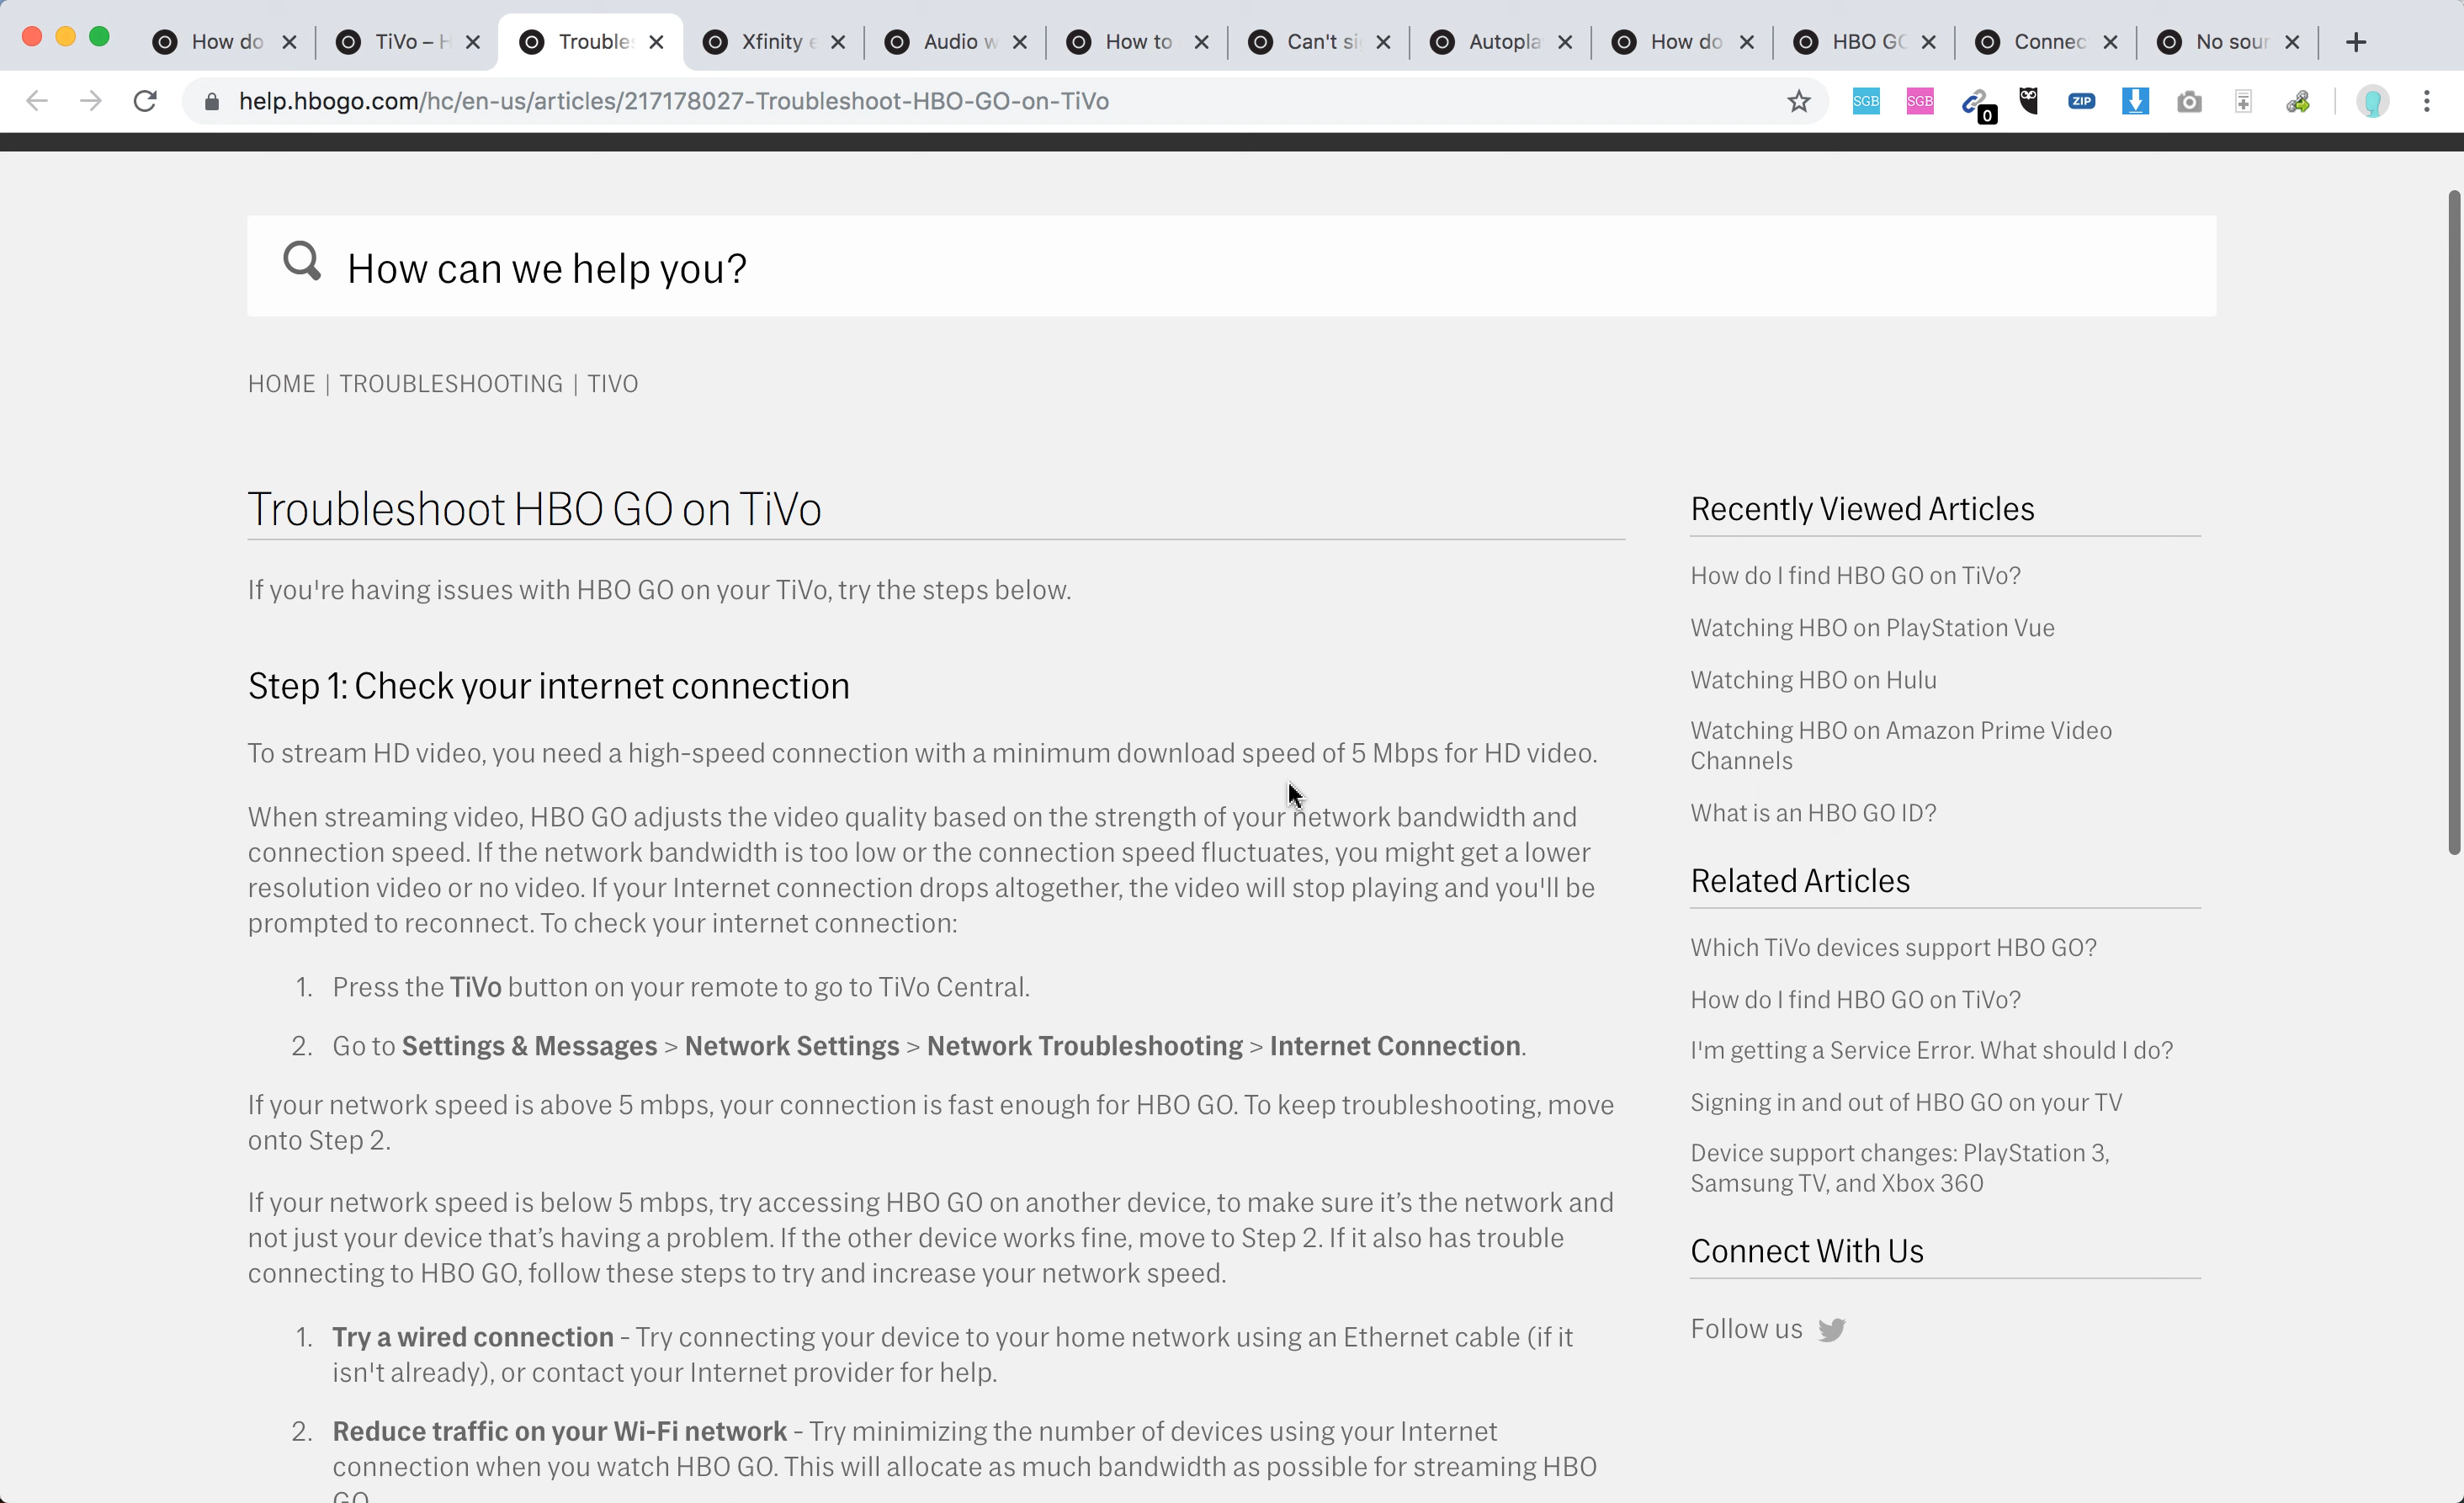 How do
TiVo – H
Troubles
Xfinity e
Audio w
How to
Can't si
Autopla
How do
HBO GO
Connec
No sour
help.hbogo.com/hc/en-us/articles/217178027-Troubleshoot-HBO-GO-on-TiVo
SGB
SGB
0
ZIP
How can we help you?
HOME | TROUBLESHOOTING | TIVO
Troubleshoot HBO GO on TiVo
If you're having issues with HBO GO on your TiVo, try the steps below.
Step 1: Check your internet connection
To stream HD video, you need a high-speed connection with a minimum download speed of 5 Mbps for HD video.
When streaming video, HBO GO adjusts the video quality based on the strength of your network bandwidth and
connection speed. If the network bandwidth is too low or the connection speed fluctuates, you might get a lower
resolution video or no video. If your Internet connection drops altogether, the video will stop playing and you'll be
prompted to reconnect. To check your internet connection:
1. Press the TiVo button on your remote to go to TiVo Central.
2. Go to Settings & Messages > Network Settings > Network Troubleshooting > Internet Connection.
If your network speed is above 5 mbps, your connection is fast enough for HBO GO. To keep troubleshooting, move
onto Step 2.
If your network speed is below 5 mbps, try accessing HBO GO on another device, to make sure it’s the network and
not just your device that’s having a problem. If the other device works fine, move to Step 2. If it also has trouble
connecting to HBO GO, follow these steps to try and increase your network speed.
1. Try a wired connection - Try connecting your device to your home network using an Ethernet cable (if it
isn't already), or contact your Internet provider for help.
2. Reduce traffic on your Wi-Fi network - Try minimizing the number of devices using your Internet
connection when you watch HBO GO. This will allocate as much bandwidth as possible for streaming HBO
GO.
Recently Viewed Articles
How do I find HBO GO on TiVo?
Watching HBO on PlayStation Vue
Watching HBO on Hulu
Watching HBO on Amazon Prime Video
Channels
What is an HBO GO ID?
Related Articles
Which TiVo devices support HBO GO?
How do I find HBO GO on TiVo?
I'm getting a Service Error. What should I do?
Signing in and out of HBO GO on your TV
Device support changes: PlayStation 3,
Samsung TV, and Xbox 360
Connect With Us
Follow us